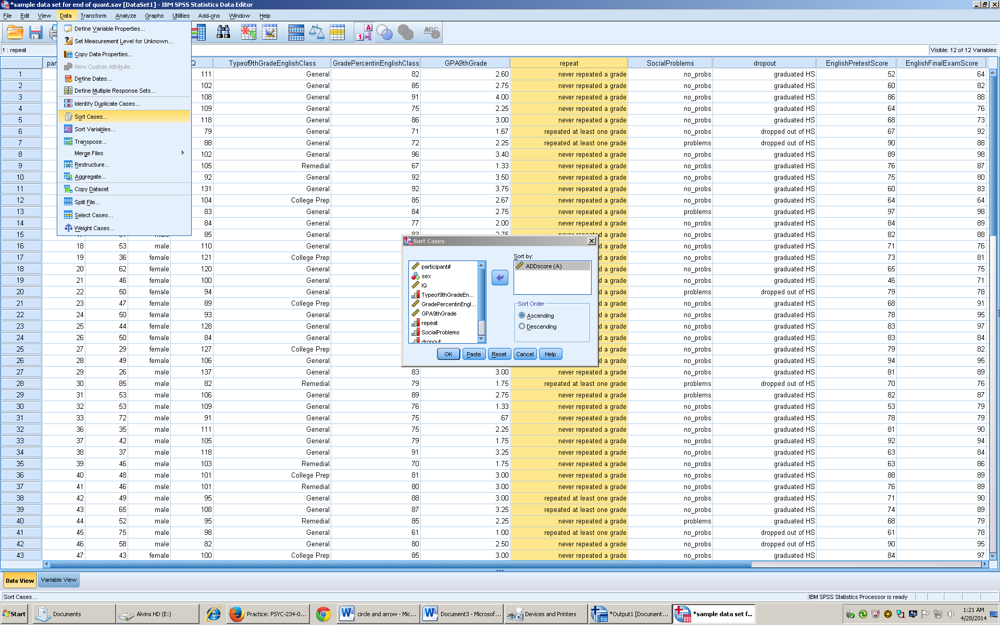 *sample data set for end of quant.sav [DataSet1] - IBM SPSS Statistics Data Editor
File Edit View Data Transform Analyze Graphs Utilities Add-ons Window Help
1 : repeat
Visible: 12 of 12 Variables
Define Variable Properties...
Set Measurement Level for Unknown...
Copy Data Properties...
New Custom Attribute...
Define Dates...
Define Multiple Response Sets...
Identify Duplicate Cases...
Sort Cases...
Sort Variables...
Transpose...
Merge Files
Restructure...
Aggregate...
Copy Dataset
Split File...
Select Cases...
Weight Cases...
par Q Typeof9thGradeEnglishClass GradePercentinEnglishClass GPA9thGrade repeat SocialProblems dropout EnglishPretestScore EnglishFinalExamScore
1 111 General 82 2.60 never repeated a grade no_probs graduated HS 52 64
2 102 General 85 2.75 never repeated a grade no_probs graduated HS 60 82
3 108 General 91 4.00 never repeated a grade no_probs graduated HS 86 88
4 109 General 75 2.25 never repeated a grade no_probs graduated HS 64 76
5 118 General 86 3.00 never repeated a grade no_probs graduated HS 68 73
6 79 General 71 1.67 repeated at least one grade no_probs dropped out of HS 67 92
7 88 General 72 2.25 repeated at least one grade problems dropped out of HS 90 88
8 102 General 96 3.40 never repeated a grade no_probs graduated HS 89 98
9 105 Remedial 67 1.33 never repeated a grade no_probs graduated HS 76 87
10 92 General 92 3.50 never repeated a grade no_probs graduated HS 75 80
11 131 General 92 3.75 never repeated a grade no_probs graduated HS 60 83
12 104 College Prep 85 2.67 never repeated a grade no_probs graduated HS 64 64
13 83 General 84 2.75 never repeated a grade problems graduated HS 97 98
14 84 General 77 2.00 never repeated a grade no_probs graduated HS 84 89
15 85 General no_probs graduated HS 82 88
16 18 53 male 110 General d a grade no_probs graduated HS 71 76
17 19 36 female 121 College Prep d a grade no_probs graduated HS 73 81
18 20 62 female 120 General d a grade no_probs graduated HS 65 75
19 21 46 female 100 General d a grade no_probs graduated HS 46 71
20 22 50 female 94 General d a grade problems dropped out of HS 79 78
21 23 47 female 89 College Prep d a grade no_probs graduated HS 68 91
22 24 50 female 93 General d a grade no_probs graduated HS 78 95
23 25 44 female 128 General d a grade no_probs graduated HS 83 97
24 26 50 female 84 General d a grade no_probs graduated HS 83 84
25 27 29 female 127 College Prep d a grade no_probs graduated HS 79 82
26 28 49 female 106 General d a grade no_probs graduated HS 94 95
27 29 26 male 137 General 83 3.00 never repeated a grade no_probs graduated HS 81 89
28 30 85 male 82 Remedial 79 1.75 repeated at least one grade problems dropped out of HS 70 76
29 31 53 male 106 General 89 2.75 never repeated a grade problems graduated HS 82 87
30 32 53 male 109 General 76 1.33 never repeated a grade no_probs graduated HS 53 79
31 33 72 male 91 General 75 .67 never repeated a grade no_probs graduated HS 78 79
32 36 35 male 111 General 75 2.25 never repeated a grade no_probs graduated HS 81 90
33 37 42 male 105 General 79 1.75 never repeated a grade no_probs graduated HS 92 94
34 38 37 male 118 General 91 3.25 never repeated a grade no_probs graduated HS 63 84
35 39 46 male 103 Remedial 70 1.75 never repeated a grade no_probs graduated HS 63 86
36 40 48 male 101 College Prep 81 3.00 never repeated a grade no_probs graduated HS 88 89
37 41 46 male 101 Remedial 80 3.00 never repeated a grade no_probs graduated HS 76 89
38 42 49 male 95 General 88 3.00 repeated at least one grade no_probs graduated HS 71 90
39 43 65 male 108 General 87 3.25 repeated at least one grade no_probs graduated HS 74 89
40 44 52 male 95 Remedial 85 2.25 never repeated a grade problems graduated HS 68 79
41 45 75 male 98 General 61 1.00 repeated at least one grade no_probs dropped out of HS 61 78
42 46 58 male 82 General 80 2.50 never repeated a grade no_probs dropped out of HS 90 95
43 47 43 female 100 College Prep 85 3.00 never repeated a grade no_probs graduated HS 84 97
Sort Cases
Sort by:
participant#
sex
IQ
Typeof9thGradeEn...
GradePercentinEngl...
GPA9thGrade
repeat
SocialProblems
dropout
ADDscore (A)
Sort Order
Ascending
Descending
OK Paste Reset Cancel Help
Data View Variable View
Sort Cases...
IBM SPSS Statistics Processor is ready
Start Documents Alvins HD (E:) Practice: PSYC-234-0... circle and arrow - Mic... Document3 - Microsof... Devices and Printers *Output1 [Document... *sample data set f...
1:21 AM
4/28/2014